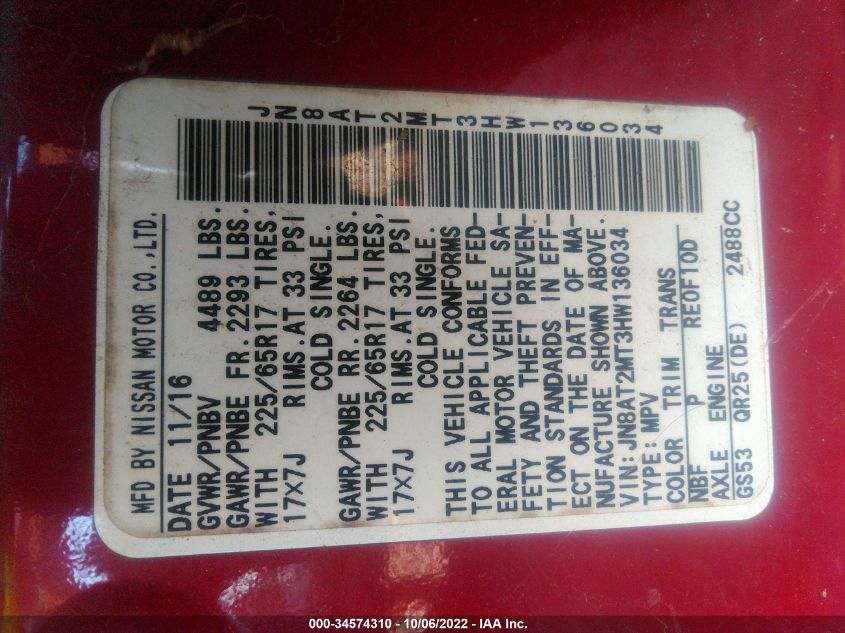 JN8AT2MT3HW136034
MFD BY NISSAN MOTOR CO.,LTD.
DATE 11/16
GVWR/PNBV 4489 LBS.
GAWR/PNBE FR.2293 LBS.
WITH 225/65R17 TIRES,
17X7J RIMS.AT 33 PSI
COLD SINGLE.
GAWR/PNBE RR.2264 LBS.
WITH 225/65R17 TIRES,
17X7J RIMS.AT 33 PSI
COLD SINGLE.
THIS VEHICLE CONFORMS
TO ALL APPLICABLE FED-
ERAL MOTOR VEHICLE SA-
FETY AND THEFT PREVEN-
TION STANDARDS IN EFF-
ECT ON THE DATE OF MA-
NUFACTURE SHOWN ABOVE.
VIN:JN8AT2MT3HW136034
TYPE:MPV
COLOR TRIM TRANS
NBF P RE0F10D
AXLE ENGINE
GS53 QR25(DE) 2488CC
000-34574310 - 10/06/2022 - IAA Inc.